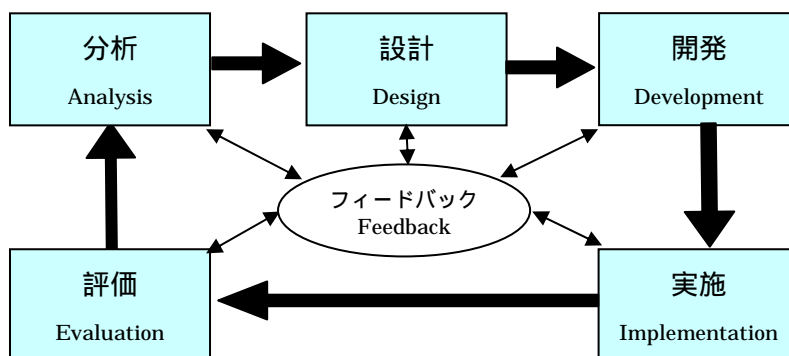 分析
Analysis
設計
Design
開発
Development
フィードバック
Feedback
評価
Evaluation
実施
Implementation